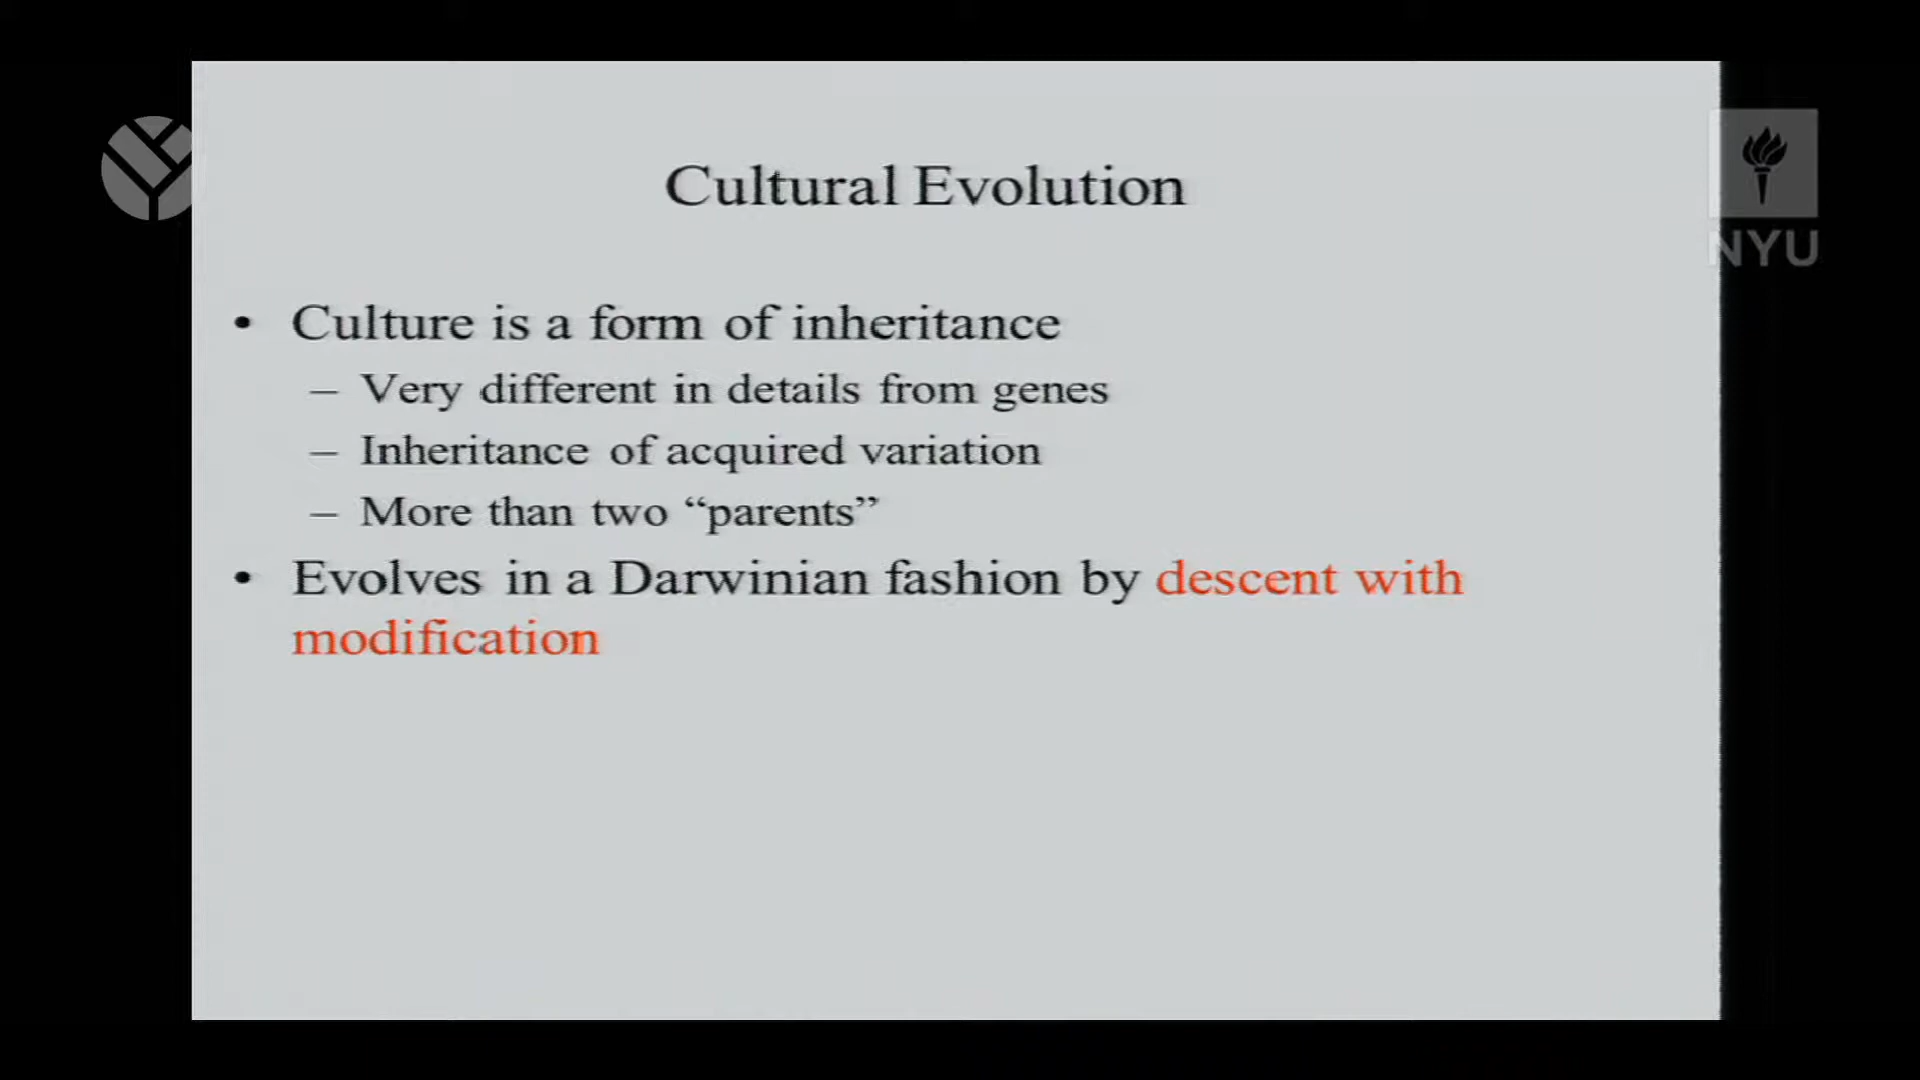 Cultural Evolution
NYU
• Culture is a form of inheritance
– Very different in details from genes
– Inheritance of acquired variation
– More than two “parents”
• Evolves in a Darwinian fashion by descent with
modification